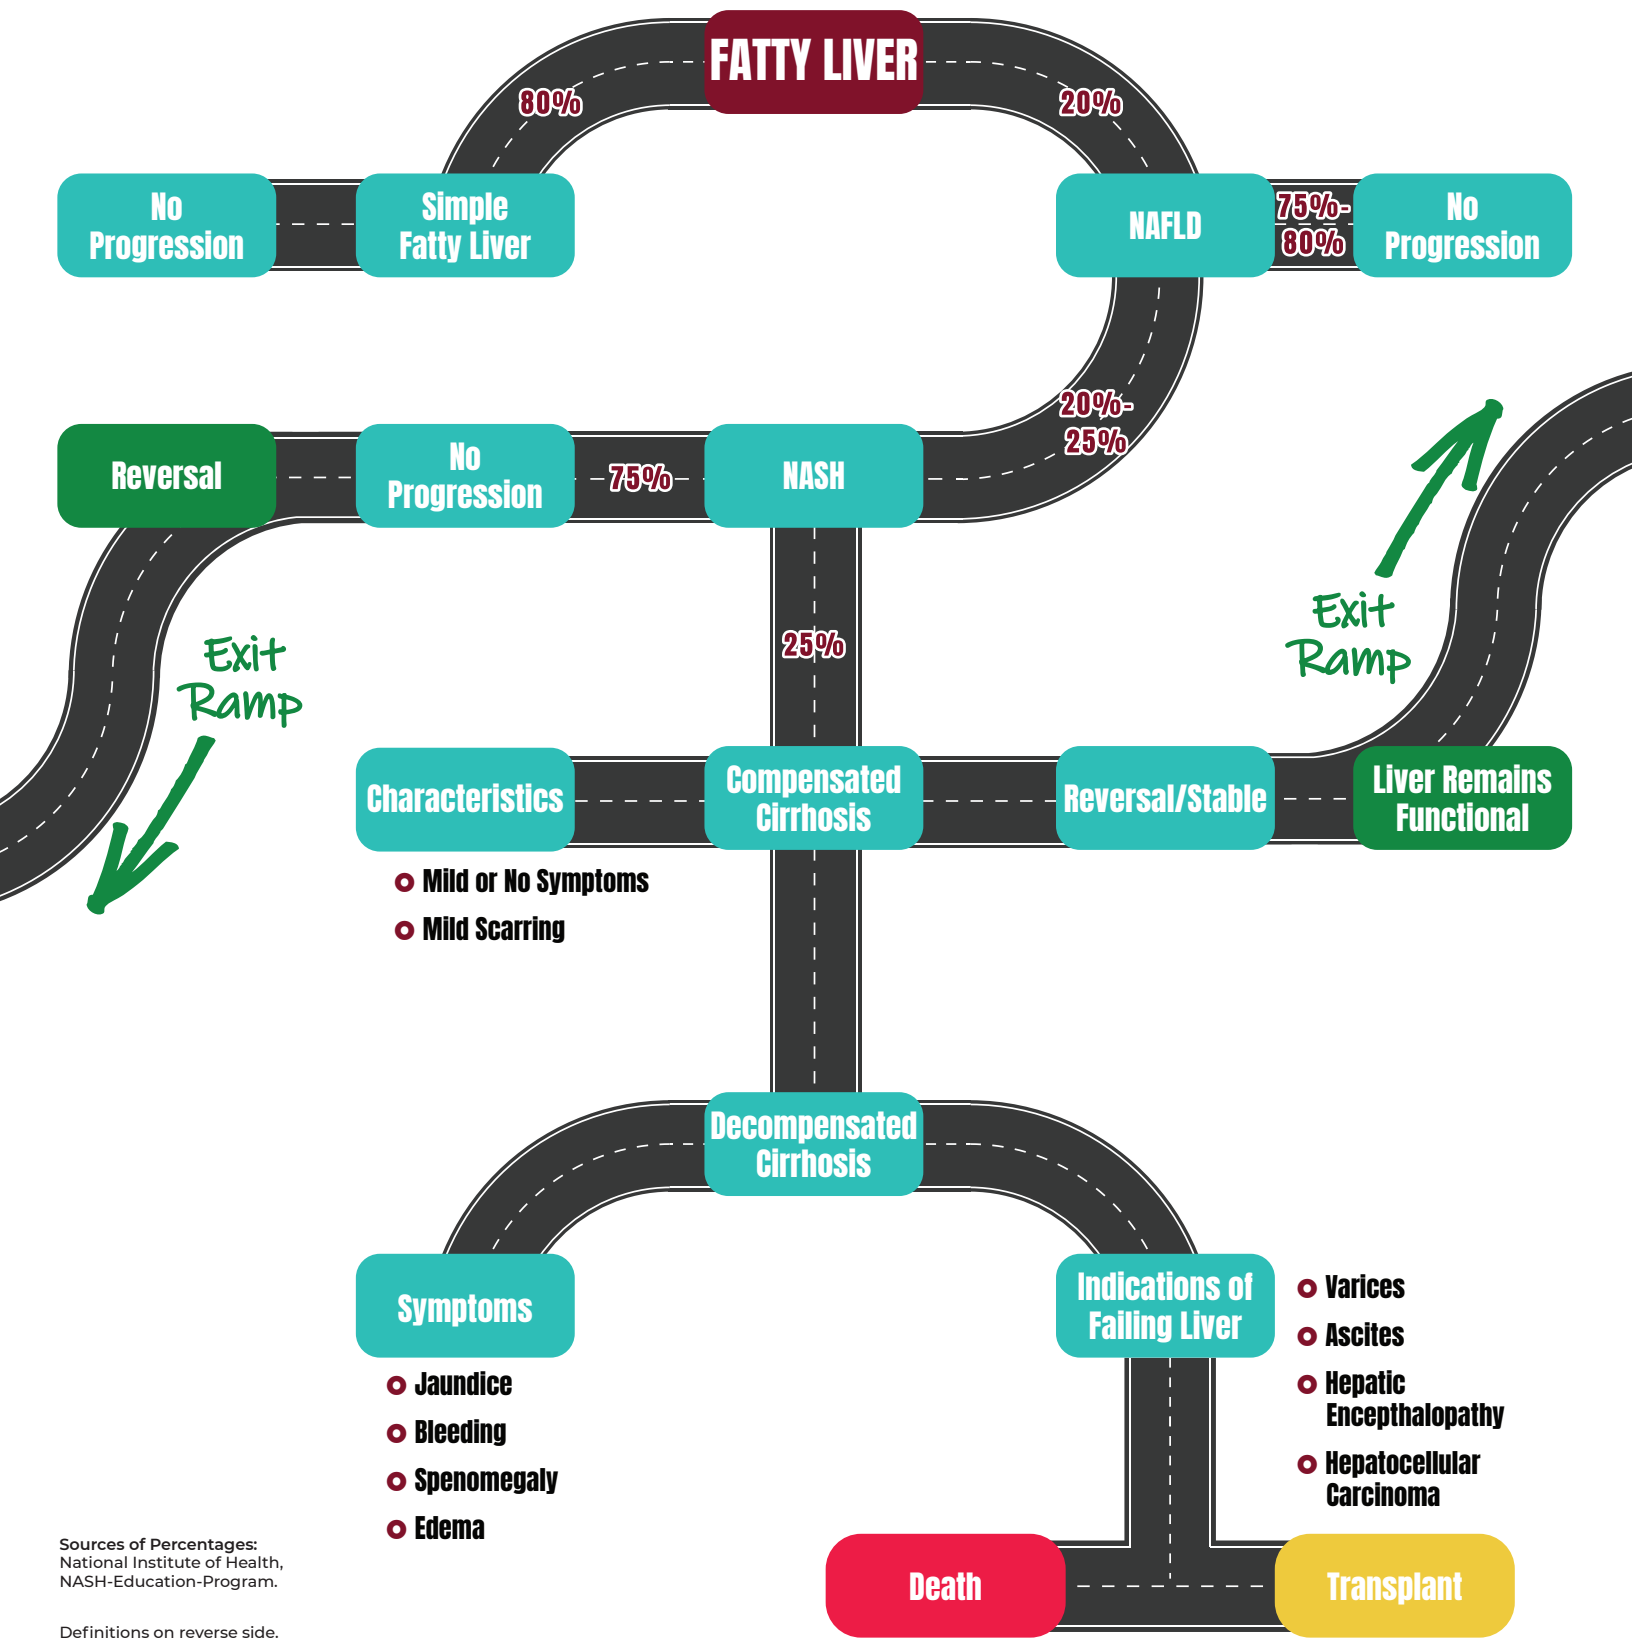 FATTY LIVER
80%
20%
No
Progression
Simple
Fatty Liver
NAFLD
75%-
80%
No
Progression
20%-
25%
Reversal
No
Progression
75%
NASH
Exit
Ramp
Exit
Ramp
25%
Characteristics
Compensated
Cirrhosis
Reversal/Stable
Liver Remains
Functional
Mild or No Symptoms
Mild Scarring
Decompensated
Cirrhosis
Symptoms
Jaundice
Bleeding
Spenomegaly
Edema
Indications of
Failing Liver
Varices
Ascites
Hepatic
Encepthalopathy
Hepatocellular
Carcinoma
Death
Transplant
Sources of Percentages:
National Institute of Health,
NASH-Education-Program.
Definitions on reverse side.